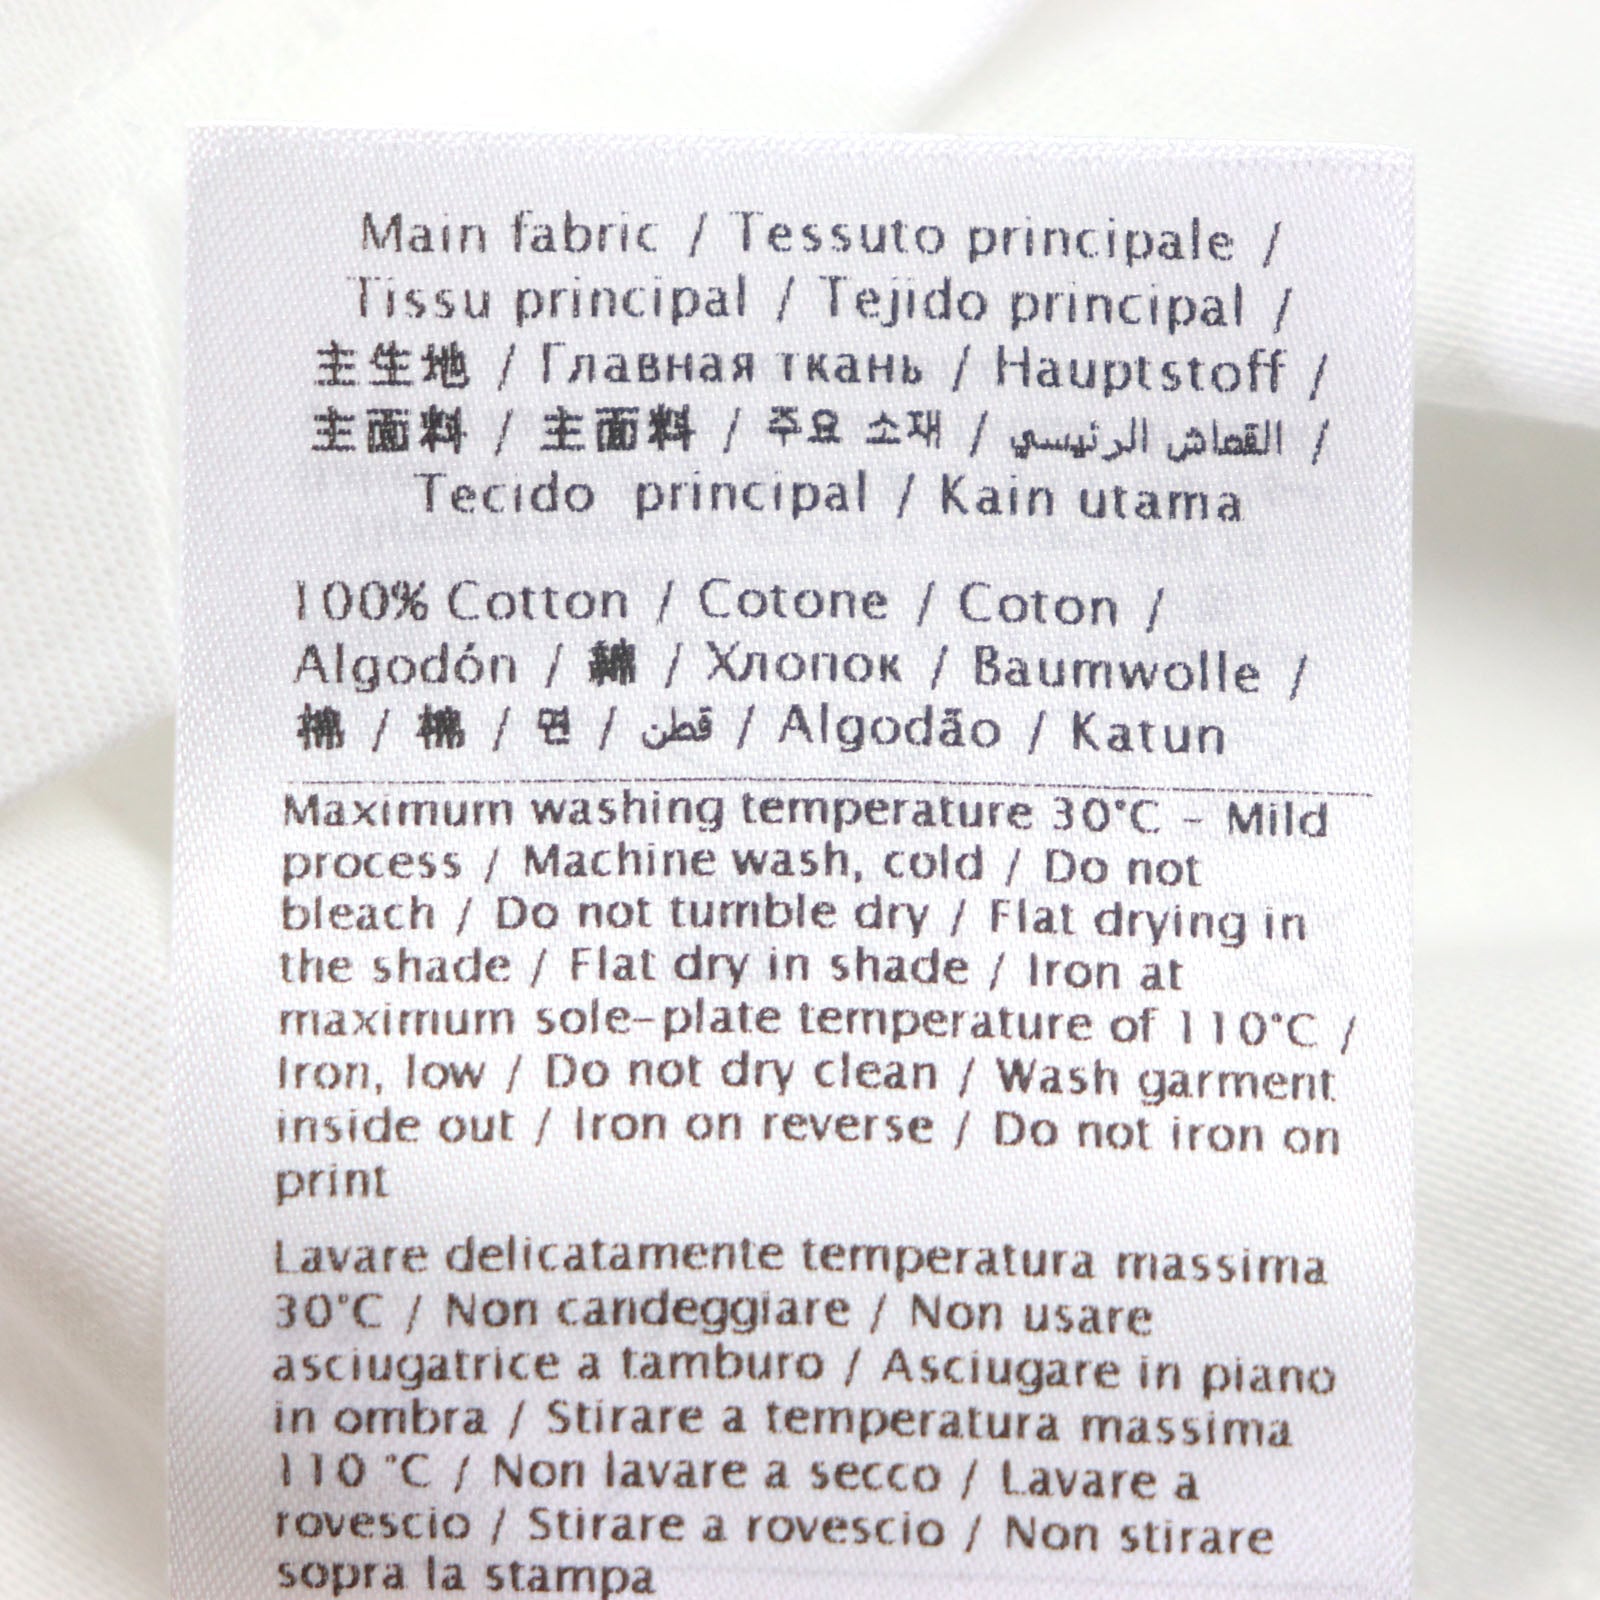 Main fabric / Tessuto principale /
Tissu principal / Tejido principal /
主生地 / Главная ткань / Hauptstoff /
主面料 / 主面料 / 주요 소재 / القماش الرئيسي /
Tecido principal / Kain utama
100% Cotton / Cotone / Coton /
Algodón / 綿 / Хлопок / Baumwolle /
棉 / 棉 / 면 / قطن / Algodão / Katun
Maximum washing temperature 30°C - Mild
process / Machine wash, cold / Do not
bleach / Do not tumble dry / Flat drying in
the shade / Flat dry in shade / Iron at
maximum sole-plate temperature of 110°C /
Iron, low / Do not dry clean / Wash garment
inside out / Iron on reverse / Do not iron on
print
Lavare delicatamente temperatura massima
30°C / Non candeggiare / Non usare
asciugatrice a tamburo / Asciugare in piano
in ombra / Stirare a temperatura massima
110 °C / Non lavare a secco / Lavare a
rovescio / Stirare a rovescio / Non stirare
sopra la stampa